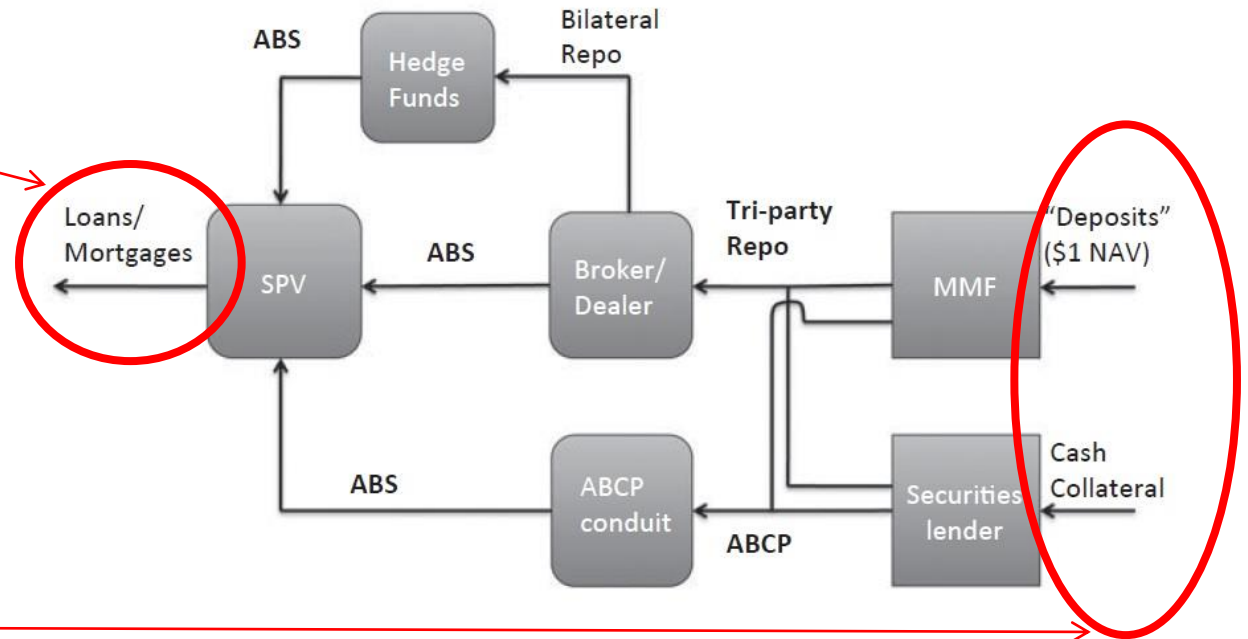 ABS
Bilateral
Repo
Hedge
Funds
Loans/
Mortgages
SPV
ABS
Broker/
Dealer
Tri-party
Repo
MMF
"Deposits"
($1 NAV)
ABS
ABCP
conduit
ABCP
Securities
lender
Cash
Collateral